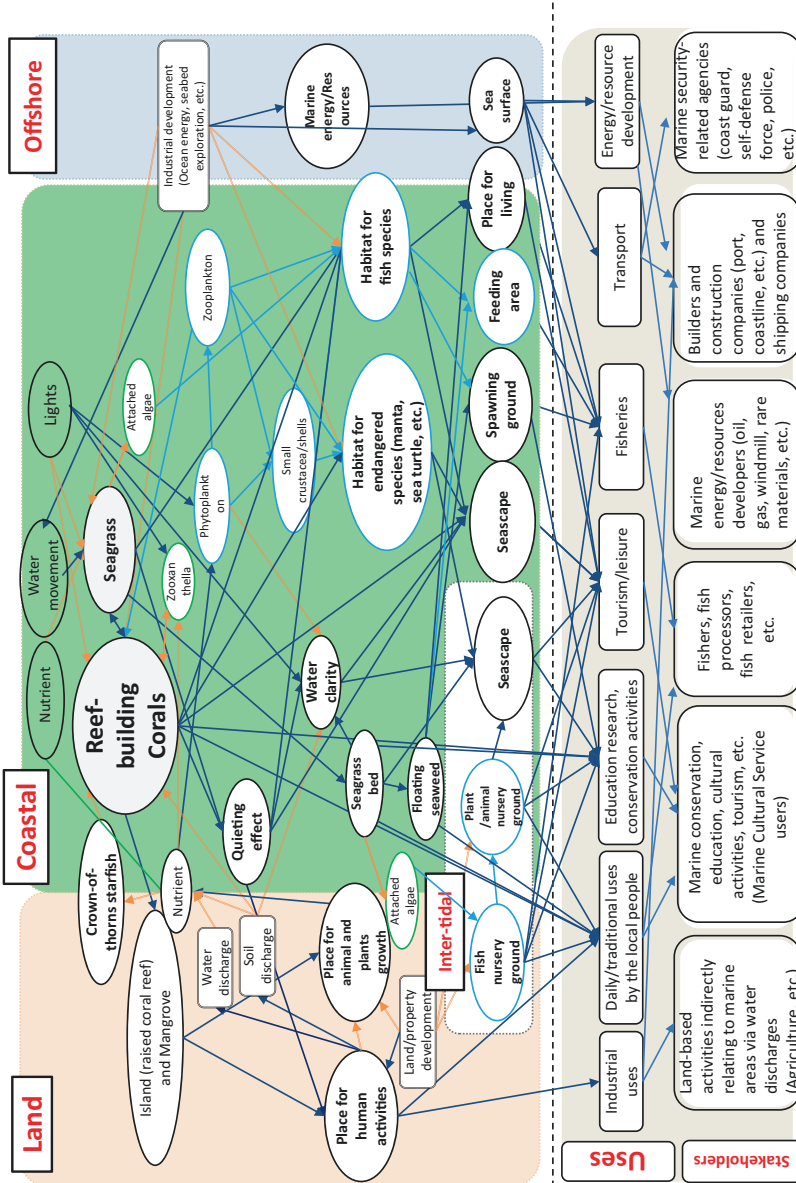 Land
Coastal
Offshore
Island (raised coral reef)
and Mangrove
Crown-of-
thorns starfish
Nutrient
Water
discharge
Soil
discharge
Place for
human
activities
Place for
animal and
plants
growth
Land/property
development
Attached
algae
Inter-tidal
Fish
nursery
ground
Plant
/animal
nursery
ground
Seascape
Nutrient
Water
movement
Lights
Reef-
building
Corals
Seagrass
Attached
algae
Zooxan
thella
Quieting
effect
Water
clarity
Seagrass
bed
Floating
seaweed
Phytoplankt
on
Zooplankton
Small
crustacea/shells
Habitat for
endangered
species (manta,
sea turtle, etc.)
Habitat for
fish species
Seascape
Spawning
ground
Feeding
area
Place for
living
Industrial development
(Ocean energy, seabed
exploration, etc.)
Marine
energy/Res
ources
Sea
surface
Uses
Industrial
uses
Daily/traditional uses
by the local people
Education research,
conservation activities
Tourism/leisure
Fisheries
Transport
Energy/resource
development
Stakeholders
Land-based
activities indirectly
relating to marine
areas via water
discharges
(Agriculture, etc.)
Marine conservation,
education, cultural
activities, tourism, etc.
(Marine Cultural Service
users)
Fishers, fish
processors,
fish retailers,
etc.
Marine
energy/resources
developers (oil,
gas, windmill, rare
materials, etc.)
Builders and
construction
companies (port,
coastline, etc.) and
shipping companies
Marine security-
related agencies
(coast guard,
self-defense
force, police,
etc.)